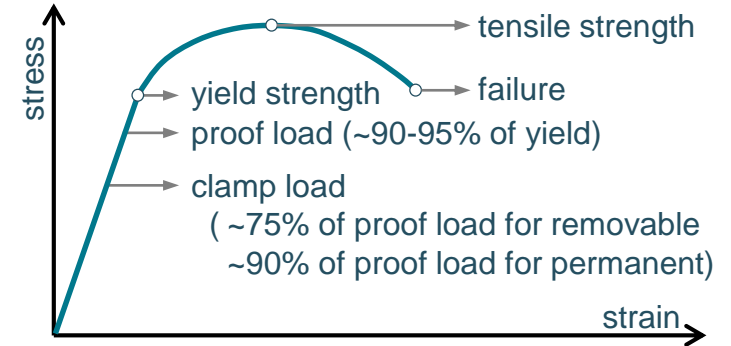 tensile strength
stress
yield strength
failure
proof load (~90-95% of yield)
clamp load
( ~75% of proof load for removable
~90% of proof load for permanent)
strain